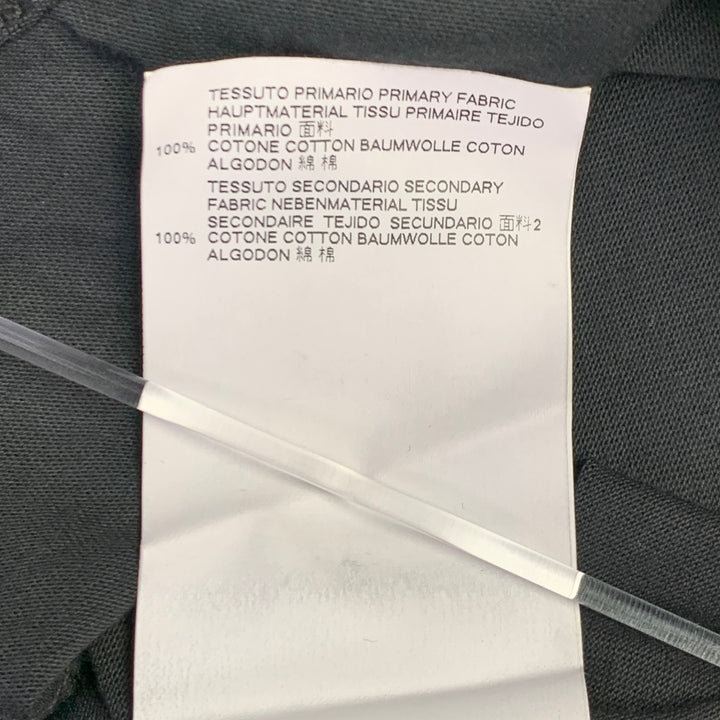 TESSUTO PRIMARIO PRIMARY FABRIC
HAUPTMATERIAL TISSU PRIMAIRE TEJIDO
PRIMARIO 面料
100% COTONE COTTON BAUMWOLLE COTON
ALGODON 綿 棉
TESSUTO SECONDARIO SECONDARY
FABRIC NEBENMATERIAL TISSU
SECONDAIRE TEJIDO SECUNDARIO 面料2
100% COTONE COTTON BAUMWOLLE COTON
ALGODON 綿 棉